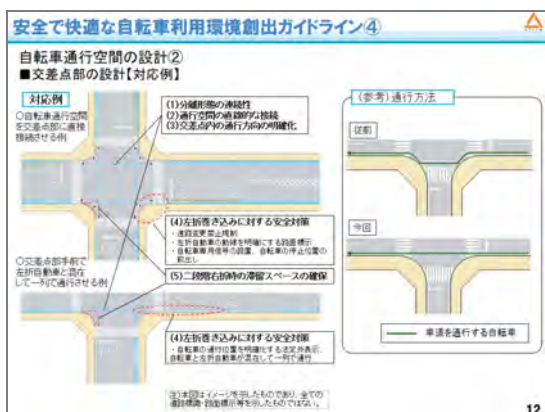 安全で快適な自転車利用環境創出ガイドライン④
自転車通行空間の設計②
■交差点部の設計【対応例】
対応例
○自転車通行空間
を交差点部に直接
接続させる例
(1)分離形態の連続性
(2)通行空間の直線的な接続
(3)交差点内の通行方向の明確化
(4)左折巻き込みに対する安全対策
・進路変更禁止規制
・左折自動車の動線を明確にする路面標示
・自転車専用信号の設置、自転車の停止位置の
前出し
(5)二段階右折時の滞留スペースの確保
○交差点手前で
左折自動車と混在
して一列で通行さ
せる例
(4)左折巻き込みに対する安全対策
・自転車の通行位置を明確化する法定外表示
自転車と左折自動車が混在して一列で通行
注)本図はイメージを示したものであり、全ての
道路標識・路面標示等を示したものではない。
(参考)通行方法
従前
今回
車道を通行する自転車
12